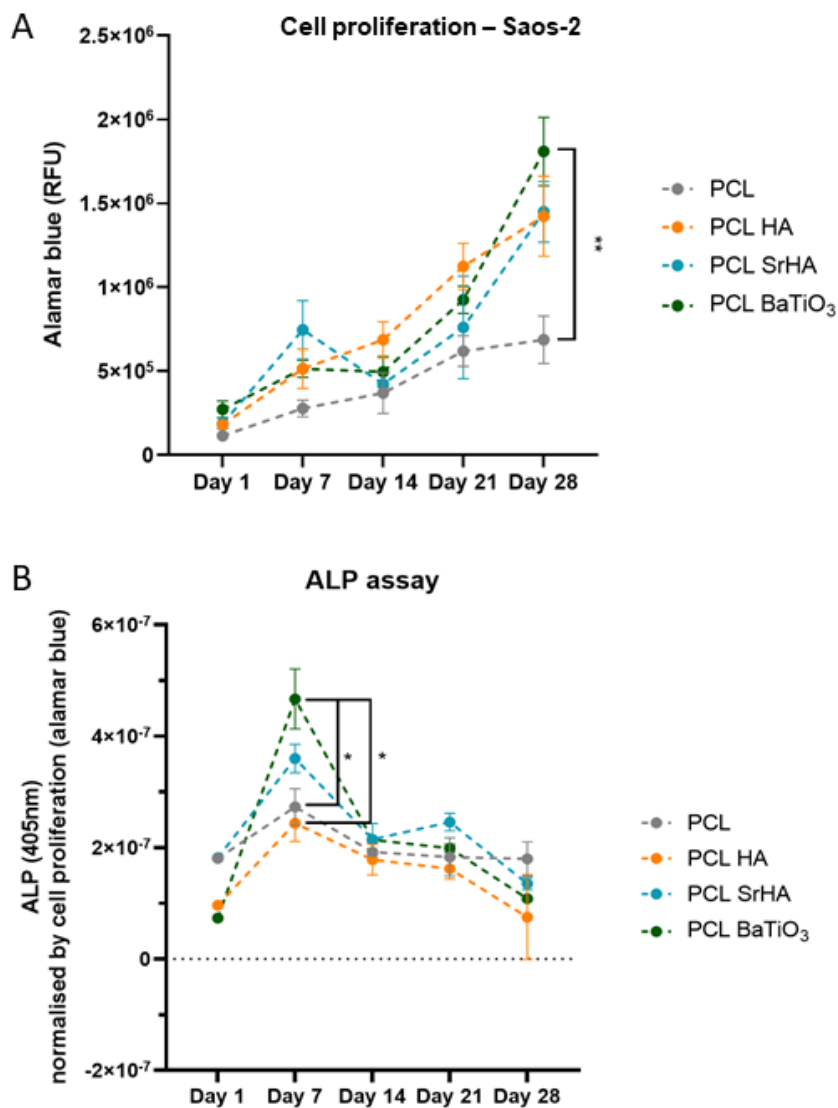 A
Cell proliferation – Saos-2
Alamar blue (RFU)
2.5×10⁶
2×10⁶
1.5×10⁶
1×10⁶
5×10⁵
0
Day 1 Day 7 Day 14 Day 21 Day 28
**
PCL
PCL HA
PCL SrHA
PCL BaTiO₃
B
ALP assay
ALP (405nm)
normalised by cell proliferation (alamar blue)
6×10⁻⁷
4×10⁻⁷
2×10⁻⁷
0
-2×10⁻⁷
Day 1 Day 7 Day 14 Day 21 Day 28
* *
PCL
PCL HA
PCL SrHA
PCL BaTiO₃